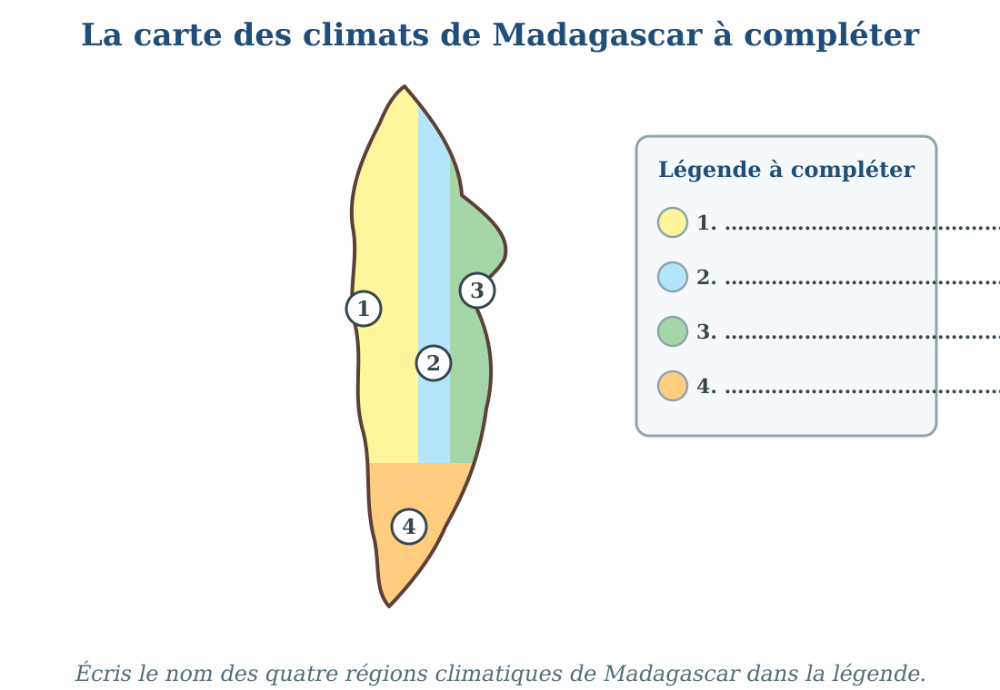 La carte des climats de Madagascar à compléter
Légende à compléter
1. ..........................................
2. ..........................................
3. ..........................................
4. ..........................................
1
3
2
4
Écris le nom des quatre régions climatiques de Madagascar dans la légende.